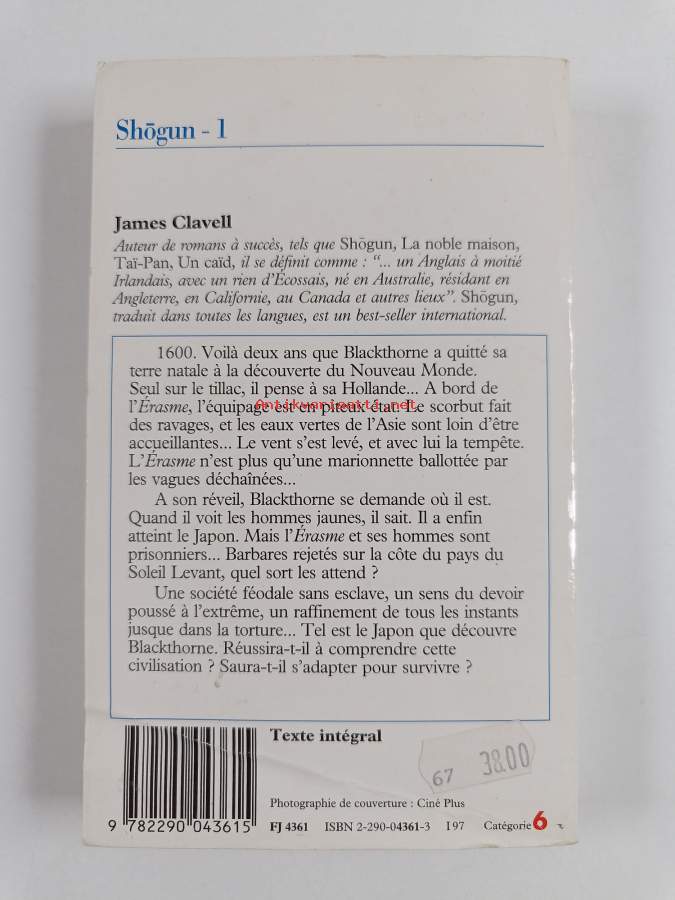 Shōgun - 1
James Clavell
Auteur de romans à succès, tels que Shōgun, La noble maison,
Taï-Pan, Un caïd, il se définit comme : “... un Anglais à moitié
Irlandais, avec un rien d’Écossais, né en Australie, résidant en
Angleterre, en Californie, au Canada et autres lieux”. Shōgun,
traduit dans toutes les langues, est un best-seller international.
1600. Voilà deux ans que Blackthorne a quitté sa
terre natale à la découverte du Nouveau Monde.
Seul sur le tillac, il pense à sa Hollande... A bord de
l’Érasme, l’équipage est en piteux état. Le scorbut fait
Antikvariaatti.net
des ravages, et les eaux vertes de l’Asie sont loin d’être
accueillantes... Le vent s’est levé, et avec lui la tempête.
L’Érasme n’est plus qu’une marionnette ballottée par
les vagues déchaînées...
A son réveil, Blackthorne se demande où il est.
Quand il voit les hommes jaunes, il sait. Il a enfin
atteint le Japon. Mais l’Érasme et ses hommes sont
prisonniers... Barbares rejetés sur la côte du pays du
Soleil Levant, quel sort les attend ?
Une société féodale sans esclave, un sens du devoir
poussé à l’extrême, un raffinement de tous les instants
jusque dans la torture... Tel est le Japon que découvre
Blackthorne. Réussira-t-il à comprendre cette
civilisation ? Saura-t-il s’adapter pour survivre ?
Texte intégral
67 38.00
Photographie de couverture : Ciné Plus
9 782290 043615 FJ 4361 ISBN 2-290-04361-3 I 97 Catégorie 6